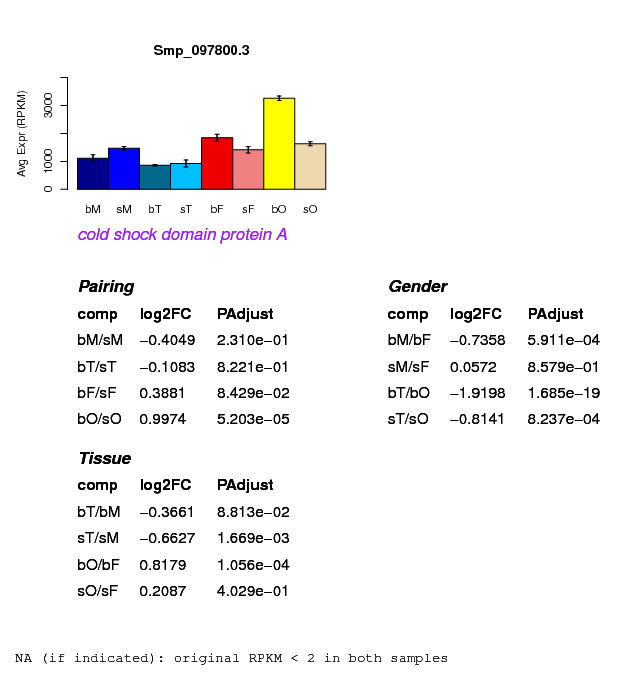 Smp_097800.3
Avg Expr (RPKM)
3000
1000
0
bM sM bT sT bF sF bO sO
cold shock domain protein A
Pairing
comp log2FC PAdjust
bM/sM −0.4049 2.310e−01
bT/sT −0.1083 8.221e−01
bF/sF 0.3881 8.429e−02
bO/sO 0.9974 5.203e−05
Gender
comp log2FC PAdjust
bM/bF −0.7358 5.911e−04
sM/sF 0.0572 8.579e−01
bT/bO −1.9198 1.685e−19
sT/sO −0.8141 8.237e−04
Tissue
comp log2FC PAdjust
bT/bM −0.3661 8.813e−02
sT/sM −0.6627 1.669e−03
bO/bF 0.8179 1.056e−04
sO/sF 0.2087 4.029e−01
NA (if indicated): original RPKM < 2 in both samples